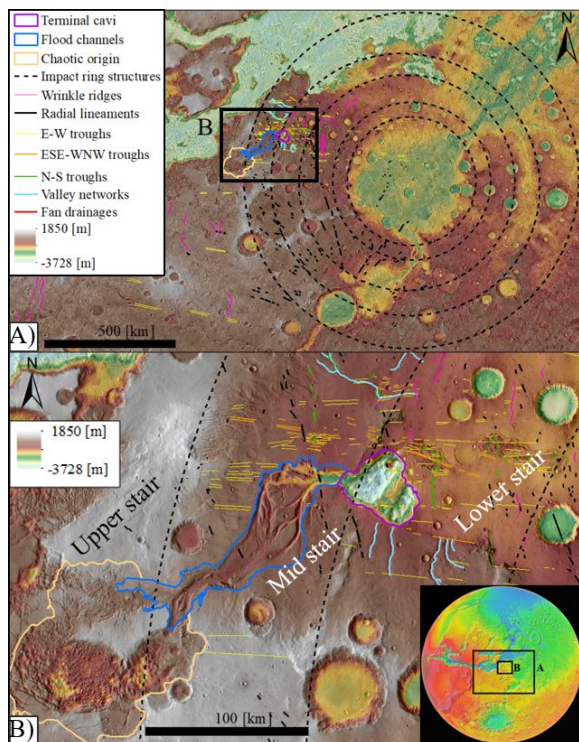 Terminal cavi
Flood channels
Chaotic origin
Impact ring structures
Wrinkle ridges
Radial lineaments
E-W troughs
ESE-WNW troughs
N-S troughs
Valley networks
Fan drainages
1850 [m]
-3728 [m]
N
B
500 [km]
A)
N
1850 [m]
-3728 [m]
Upper stair
Mid stair
Lower stair
B A
100 [km]
B)